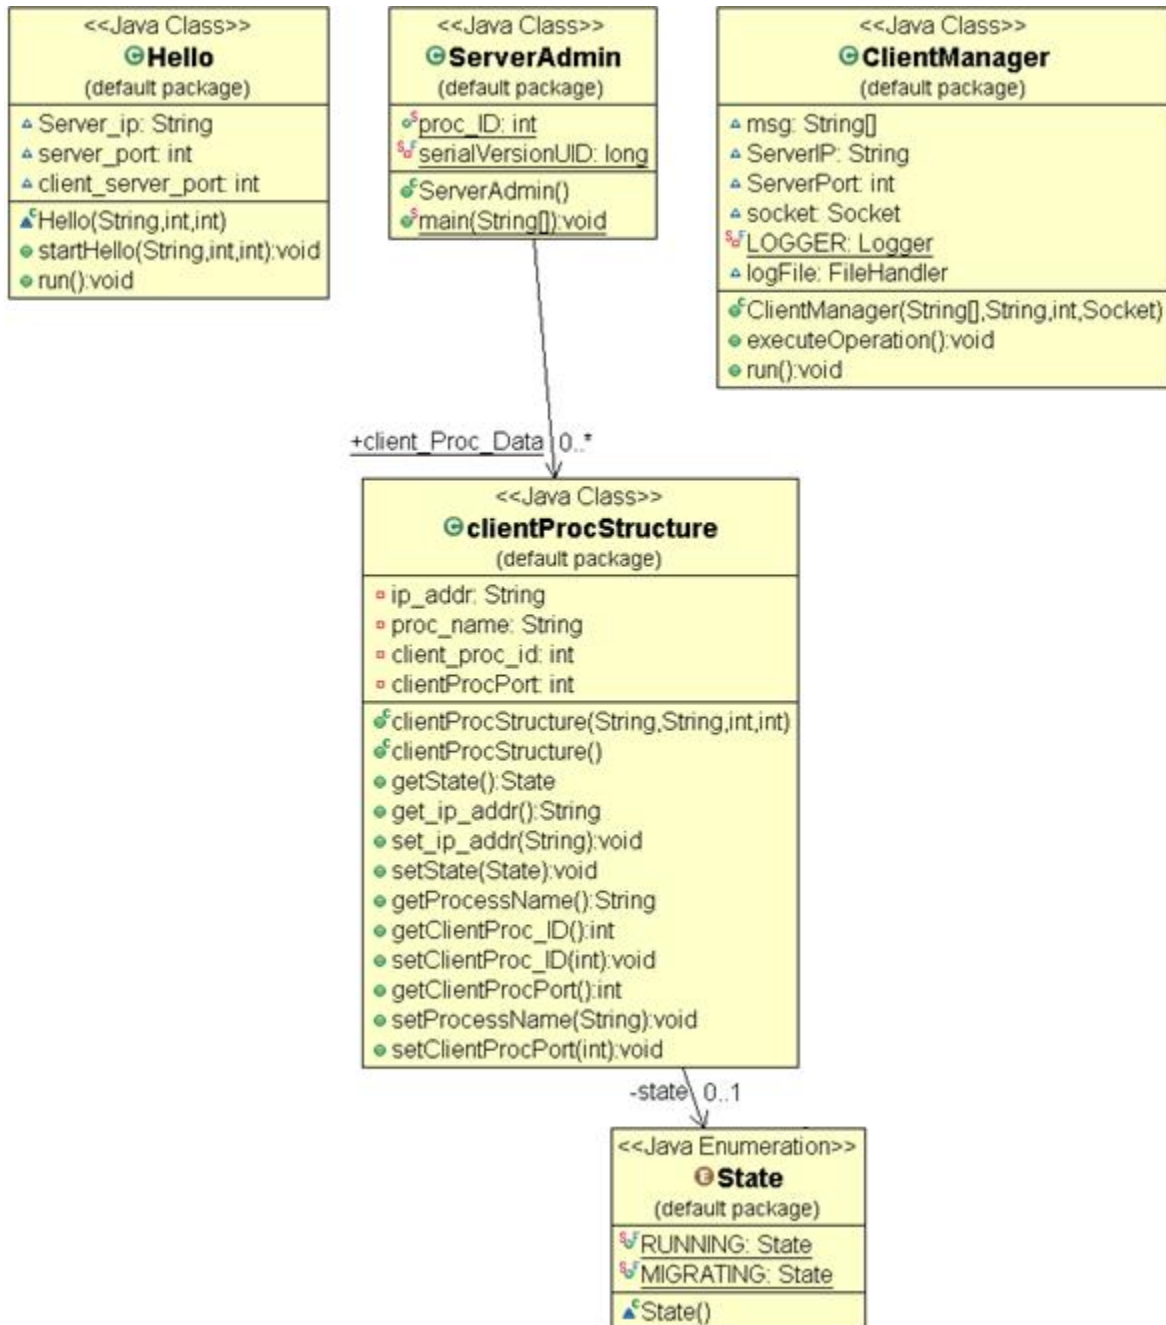 <<Java Class>>
Hello
(default package)
Server_ip: String
server_port: int
client_server_port: int
Hello(String,int,int)
startHello(String,int,int):void
run():void
<<Java Class>>
ServerAdmin
(default package)
proc_ID: int
serialVersionUID: long
ServerAdmin()
main(String[]):void
<<Java Class>>
ClientManager
(default package)
msg: String[]
ServerIP: String
ServerPort: int
socket: Socket
LOGGER: Logger
logFile: FileHandler
ClientManager(String[],String,int,Socket)
executeOperation():void
run():void
+client_Proc_Data 0..*
<<Java Class>>
clientProcStructure
(default package)
ip_addr: String
proc_name: String
client_proc_id: int
clientProcPort: int
clientProcStructure(String,String,int,int)
clientProcStructure()
getState():State
get_ip_addr():String
set_ip_addr(String):void
setState(State):void
getProcessName():String
getClientProc_ID():int
setClientProc_ID(int):void
getClientProcPort():int
setProcessName(String):void
setClientProcPort(int):void
-state 0..1
<<Java Enumeration>>
State
(default package)
RUNNING: State
MIGRATING: State
State()